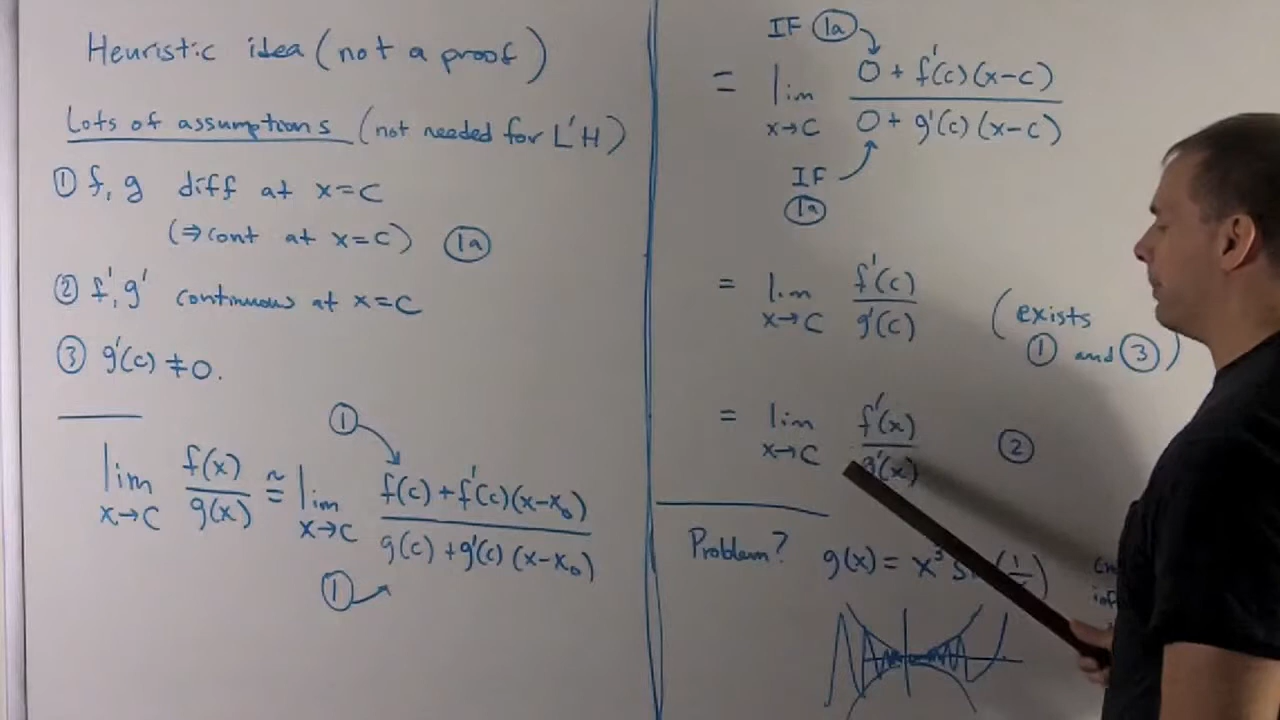 Heuristic idea (not a proof)
Lots of assumptions (not needed for L'H)
① f, g diff at x=c
(⇒ cont at x=c) ⓵ₐ
② f', g' continuous at x=c
③ g'(c) ≠ 0.
①
lim x→c f(x)/g(x) ≅ lim x→c (f(c) + f'(c)(x-x₀))/(g(c) + g'(c)(x-x₀))
①
IF 1a
= lim x→c (0 + f'(c)(x-c))/(0 + g'(c)(x-c))
IF
1a
= lim x→c f'(c)/g'(c) (exists
① and ③)
= lim x→c f'(x)/g'(x) ②
Problem? g(x) = x³